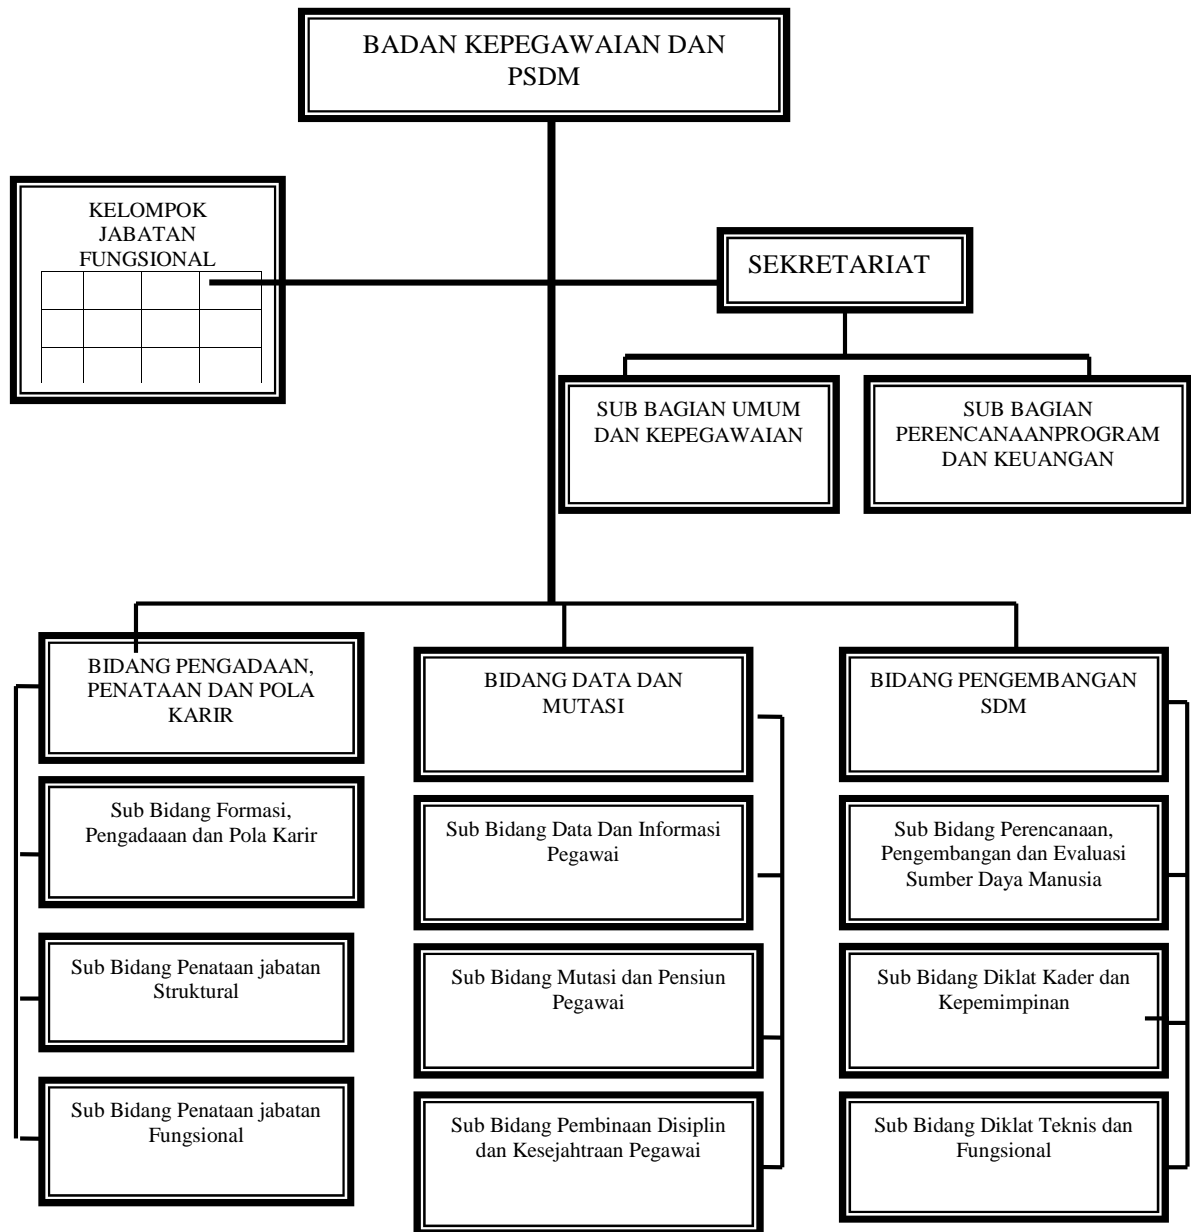 BADAN KEPEGAWAIAN DAN
PSDM
KELOMPOK
JABATAN
FUNGSIONAL
SEKRETARIAT
SUB BAGIAN UMUM
DAN KEPEGAWAIAN
SUB BAGIAN
PERENCANAANPROGRAM
DAN KEUANGAN
BIDANG PENGADAAN,
PENATAAN DAN POLA
KARIR
BIDANG DATA DAN
MUTASI
BIDANG PENGEMBANGAN
SDM
Sub Bidang Formasi,
Pengadaaan dan Pola Karir
Sub Bidang Data Dan Informasi
Pegawai
Sub Bidang Perencanaan,
Pengembangan dan Evaluasi
Sumber Daya Manusia
Sub Bidang Penataan jabatan
Struktural
Sub Bidang Mutasi dan Pensiun
Pegawai
Sub Bidang Diklat Kader dan
Kepemimpinan
Sub Bidang Penataan jabatan
Fungsional
Sub Bidang Pembinaan Disiplin
dan Kesejahtraan Pegawai
Sub Bidang Diklat Teknis dan
Fungsional